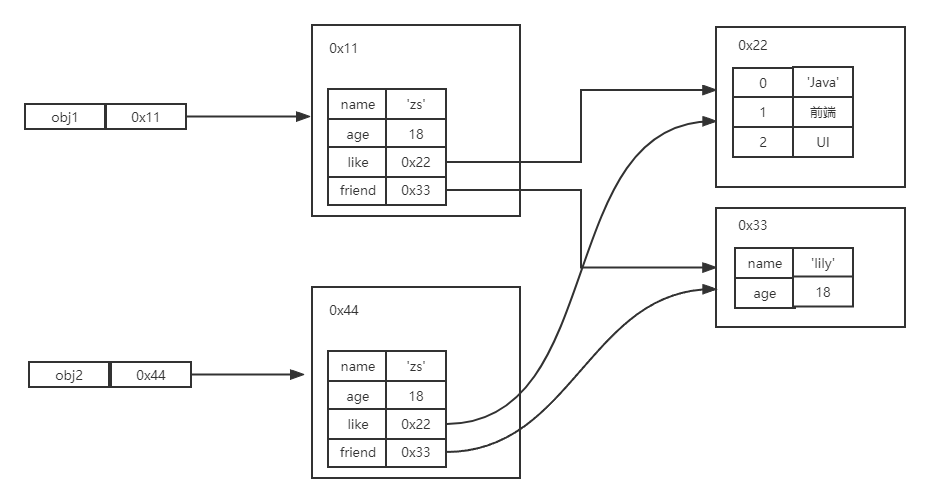 obj1 0x11
0x11
name 'zs'
age 18
like 0x22
friend 0x33
0x22
0 'Java'
1 前端
2 UI
0x33
name 'lily'
age 18
obj2 0x44
0x44
name 'zs'
age 18
like 0x22
friend 0x33